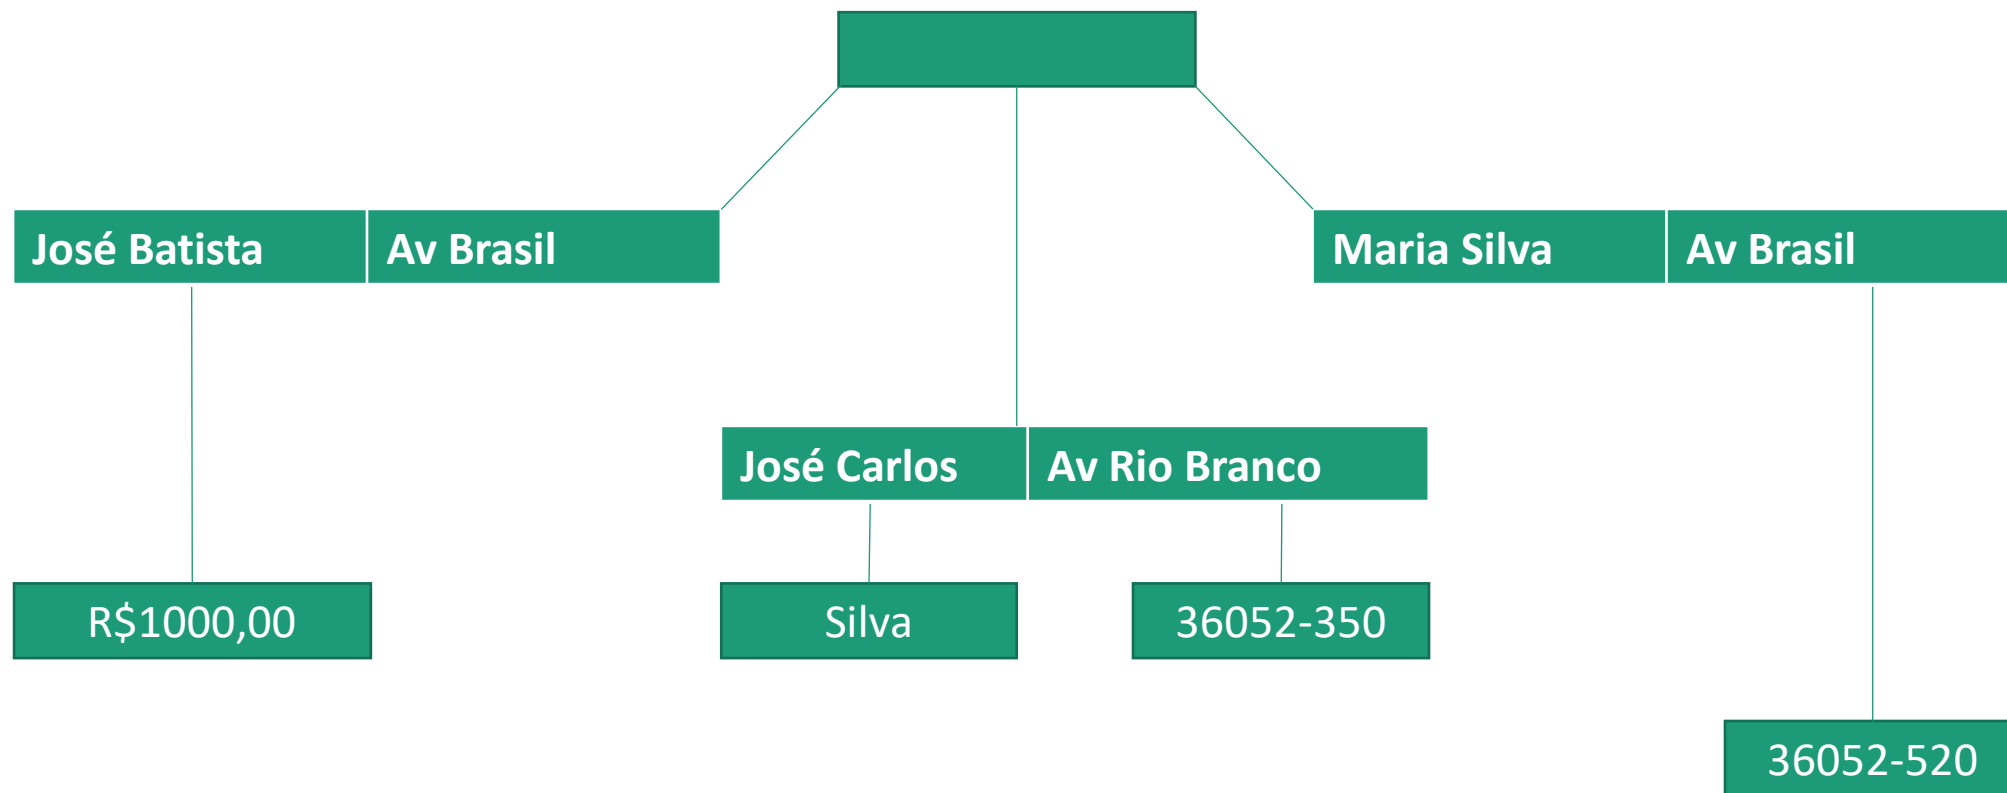 José Batista
Av Brasil
Maria Silva
Av Brasil
José Carlos
Av Rio Branco
R$1000,00
Silva
36052-350
36052-520